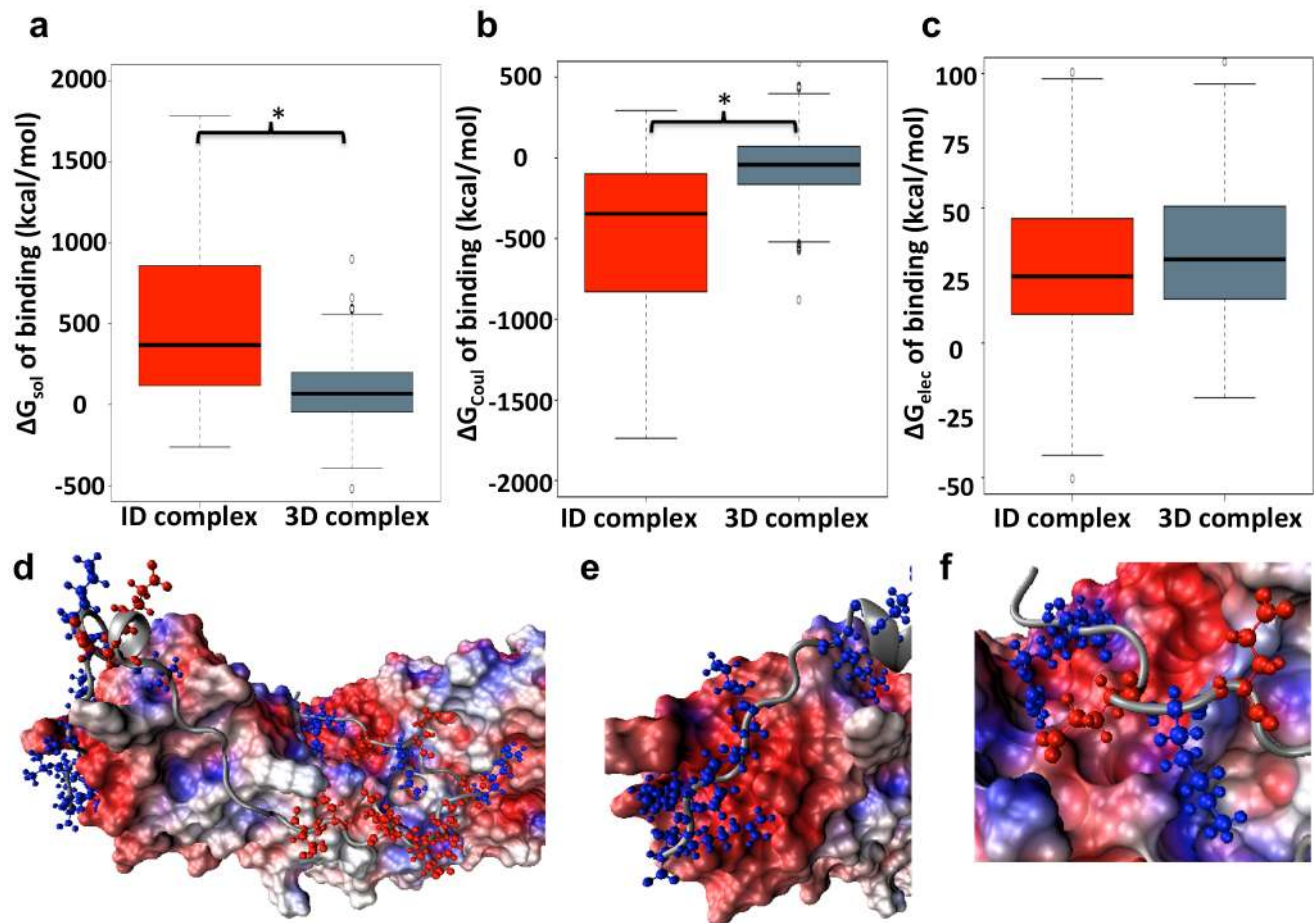 a
ΔGsol of binding (kcal/mol)
2000
1500
1000
500
0
-500
*
ID complex 3D complex
b
ΔGCoul of binding (kcal/mol)
500
0
-500
-1000
-1500
-2000
*
ID complex 3D complex
c
ΔGelec of binding (kcal/mol)
100
75
50
25
0
-25
-50
ID complex 3D complex
d
e
f